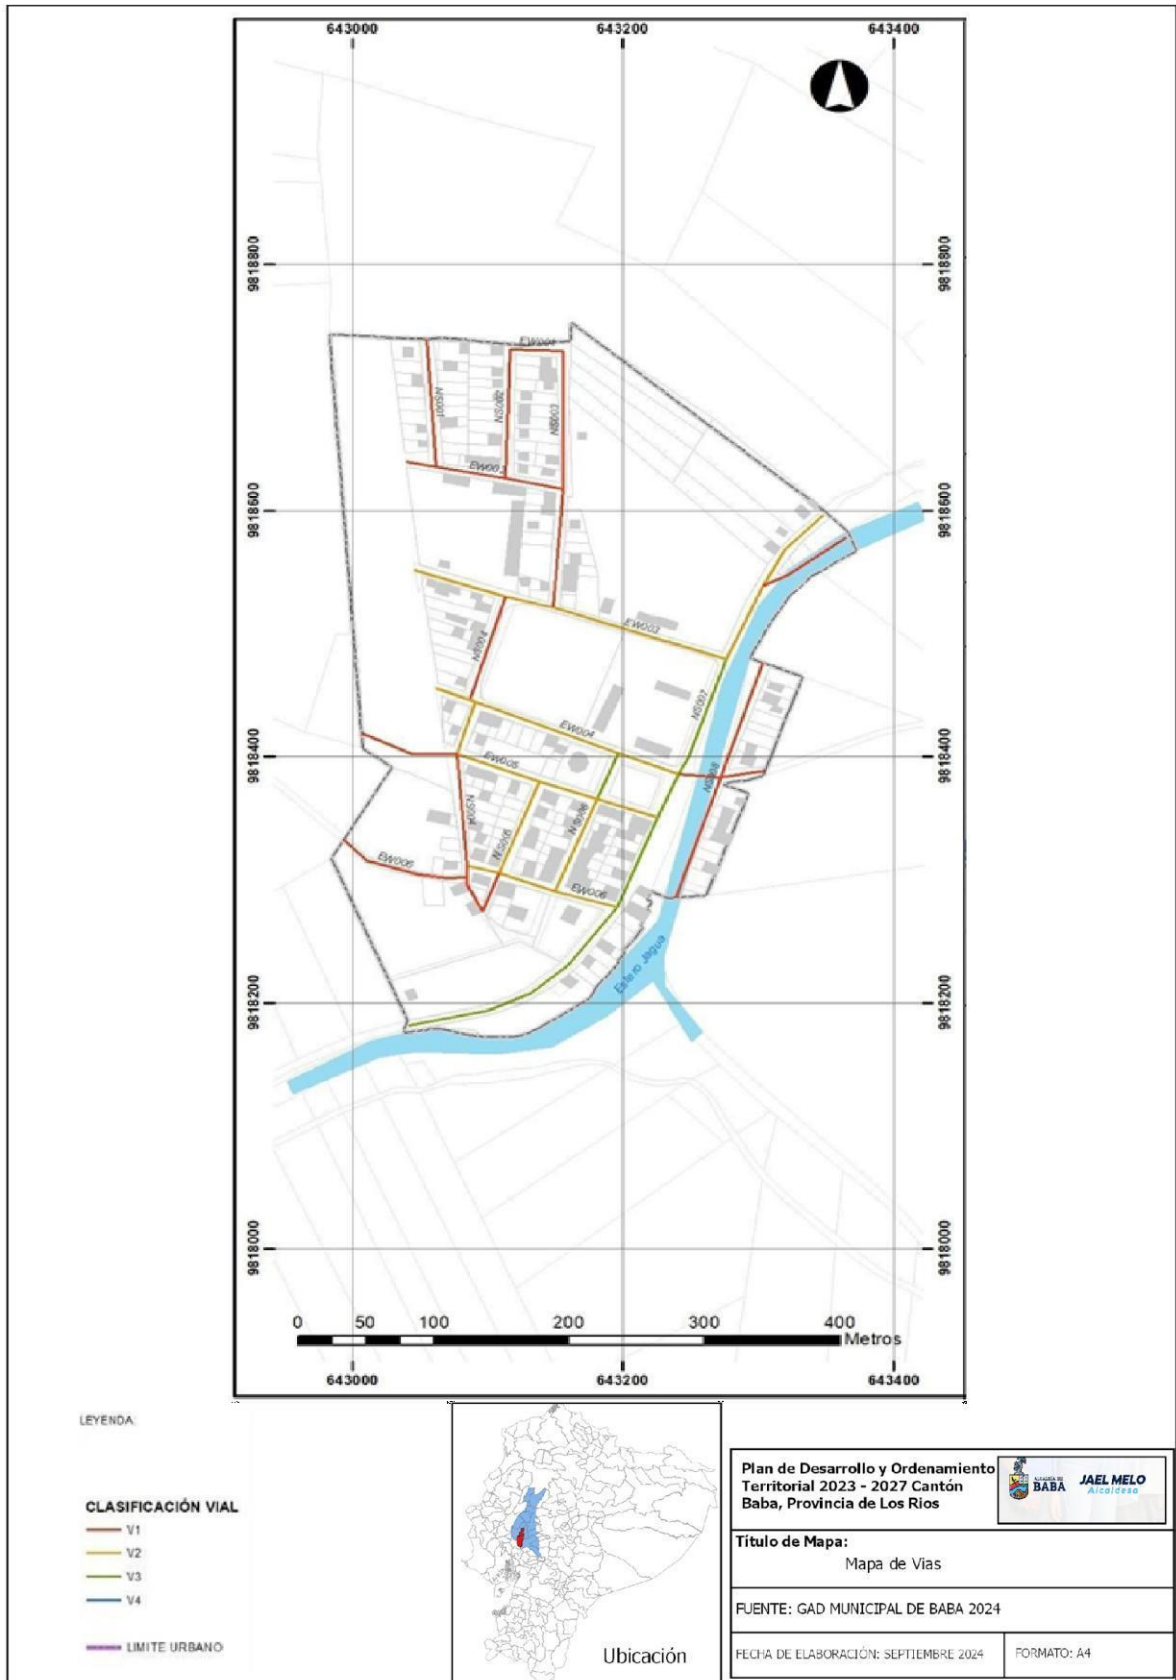 643000
643200
643400
9818800
9818800
EW001
NS001
NS002
NS003
EW002
9818600
9818600
EW003
NS004
NS007
EW004
9818400
9818400
EW005
NS008
NS004
NS005
NS006
EW006
EW006
Estero Jagua
9818200
9818200
9818000
9818000
0 50 100 200 300 400
Metros
643000
643200
643400
LEYENDA
CLASIFICACIÓN VIAL
V1
V2
V3
V4
LIMITE URBANO
Ubicación
Plan de Desarrollo y Ordenamiento
Territorial 2023 - 2027 Cantón
Baba, Provincia de Los Rios
ALCALDÍA DE
BABA
JAEL MELO
Alcaldesa
Título de Mapa:
Mapa de Vias
FUENTE: GAD MUNICIPAL DE BABA 2024
FECHA DE ELABORACIÓN: SEPTIEMBRE 2024
FORMATO: A4